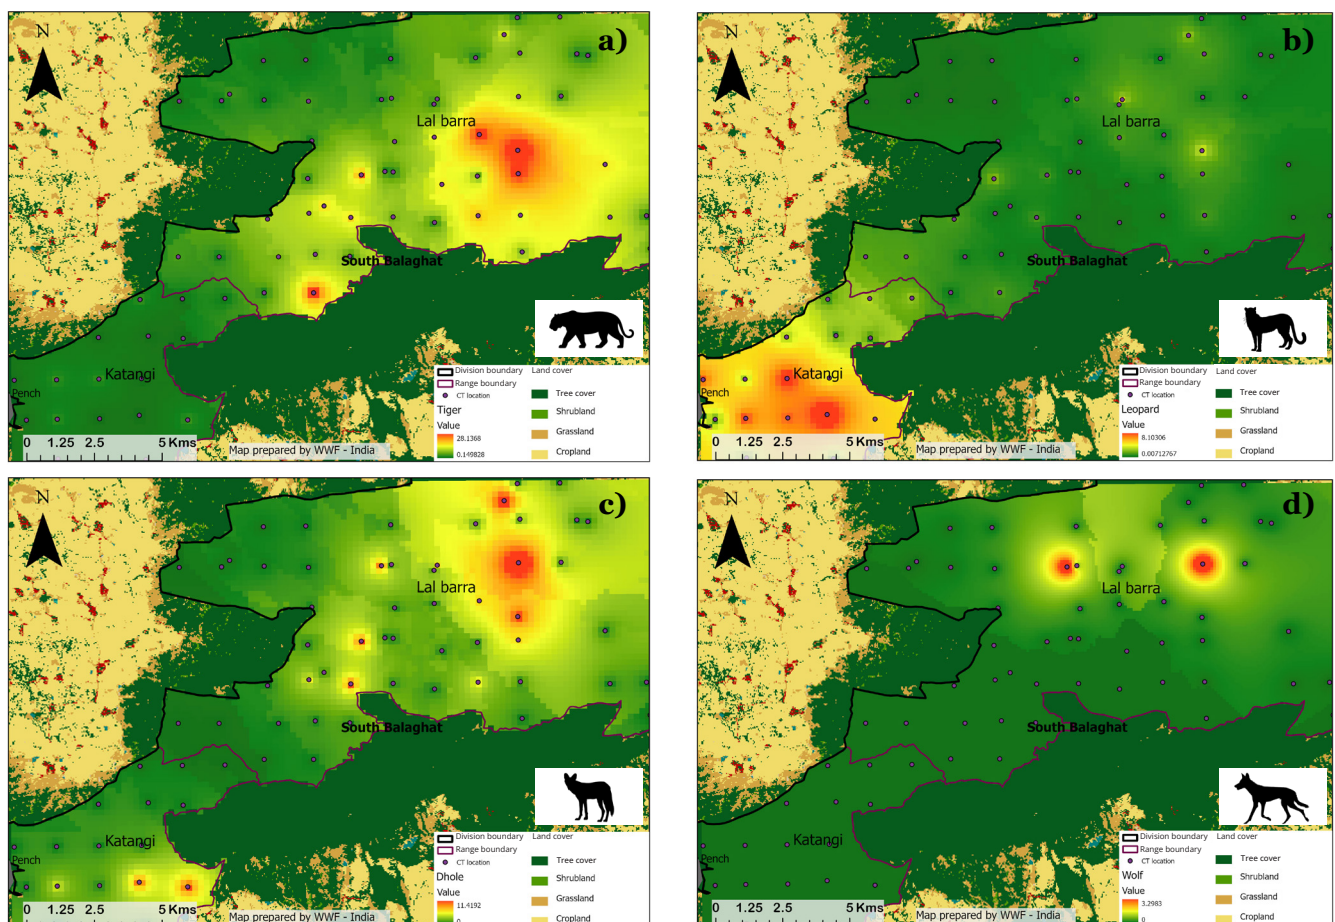 a)
N
Lal barra
South Balaghat
Katangi
Pench
Division boundary
Range boundary
CT location
Tiger
Value
28.1368
0.149828
Land cover
Tree cover
Shrubland
Grassland
Cropland
0 1.25 2.5 5 Kms
Map prepared by WWF - India
b)
N
Lal barra
South Balaghat
Katangi
Pench
Division boundary
Range boundary
CT location
Leopard
Value
8.10306
0.00712767
Land cover
Tree cover
Shrubland
Grassland
Cropland
0 1.25 2.5 5 Kms
Map prepared by WWF - India
c)
N
Lal barra
South Balaghat
Katangi
Pench
Division boundary
Range boundary
CT location
Dhole
Value
11.4192
0
Land cover
Tree cover
Shrubland
Grassland
Cropland
0 1.25 2.5 5 Kms
Map prepared by WWF - India
d)
N
Lal barra
South Balaghat
Katangi
Pench
Division boundary
Range boundary
CT location
Wolf
Value
3.2983
0
Land cover
Tree cover
Shrubland
Grassland
Cropland
0 1.25 2.5 5 Kms
Map prepared by WWF - India